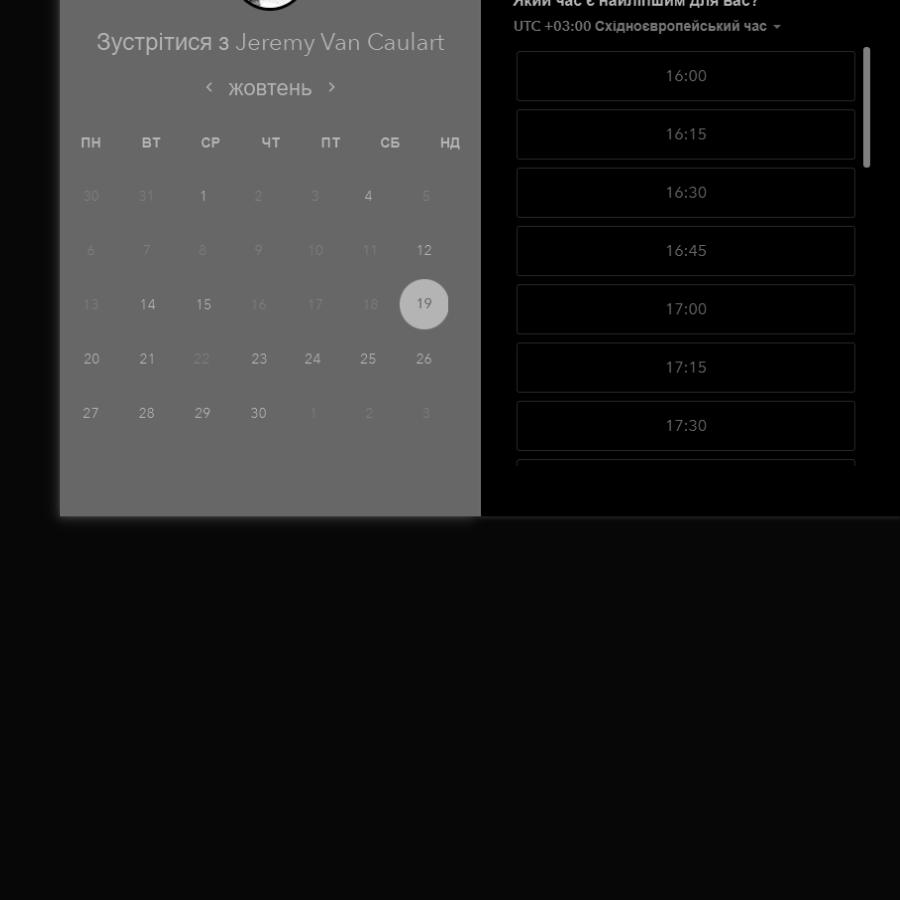 Зустрітися з Jeremy Van Caulart
жовтень
ПН ВТ СР ЧТ ПТ СБ НД
30 31 1 2 3 4 5
6 7 8 9 10 11 12
13 14 15 16 17 18 19
20 21 22 23 24 25 26
27 28 29 30 1 2 3
Який час є найліпшим для вас?
UTC +03:00 Східноєвропейський час
16:00
16:15
16:30
16:45
17:00
17:15
17:30